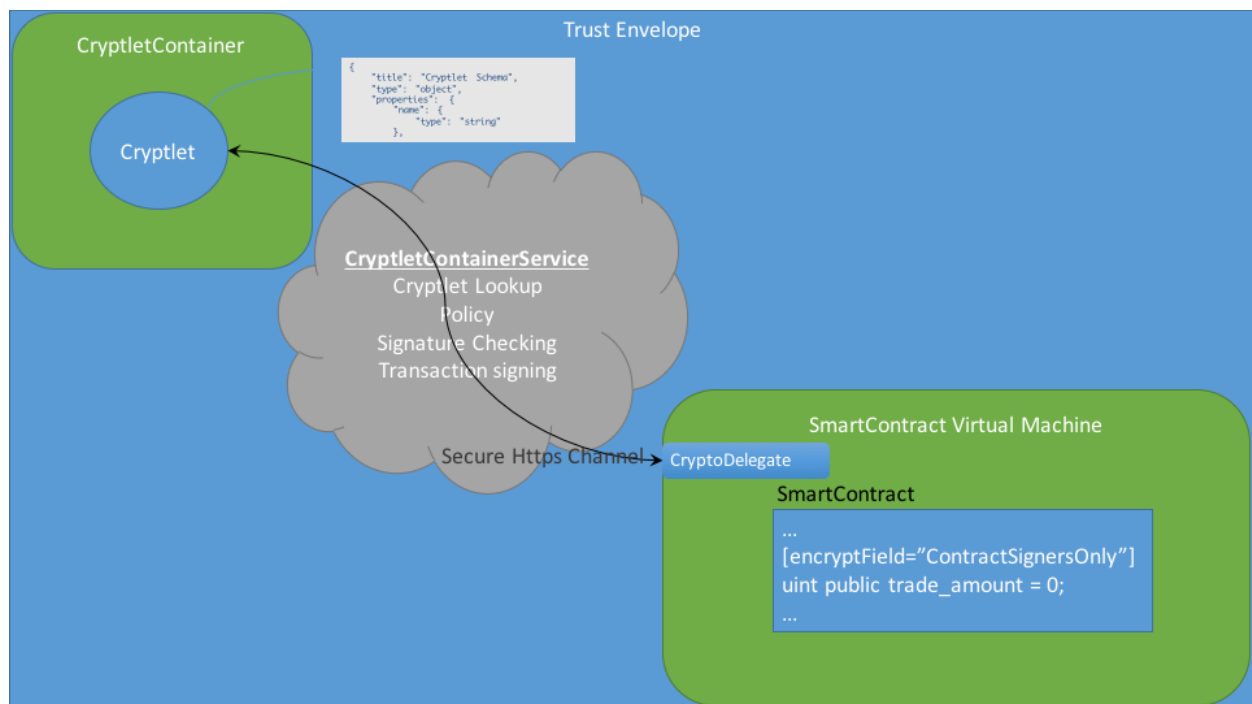 Trust Envelope
CryptletContainer
Cryptlet
{
"title": "Cryptlet Schema",
"type": "object",
"properties": {
"name": {
"type": "string"
},
CryptletContainerService
Cryptlet Lookup
Policy
Signature Checking
Transaction signing
Secure Https Channel
SmartContract Virtual Machine
CryptoDelegate
SmartContract
...
[encryptField=”ContractSignersOnly”]
uint public trade_amount = 0;
...